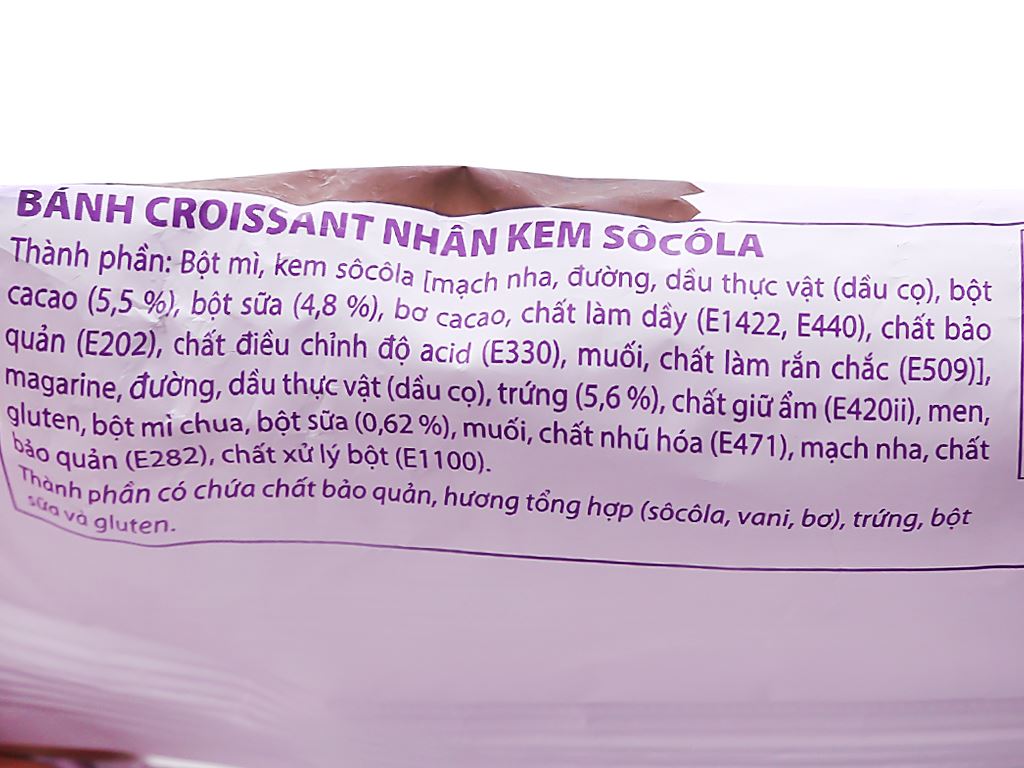 BÁNH CROISSANT NHÂN KEM SÔCÔLA
Thành phần: Bột mì, kem sôcôla [mạch nha, đường, dầu thực vật (dầu cọ), bột
cacao (5,5 %), bột sữa (4,8 %), bơ cacao, chất làm dầy (E1422, E440), chất bảo
quản (E202), chất điều chỉnh độ acid (E330), muối, chất làm rắn chắc (E509)],
magarine, đường, dầu thực vật (dầu cọ), trứng (5,6 %), chất giữ ẩm (E420ii), men,
gluten, bột mì chua, bột sữa (0,62 %), muối, chất nhũ hóa (E471), mạch nha, chất
bảo quản (E282), chất xử lý bột (E1100).
Thành phần có chứa chất bảo quản, hương tổng hợp (sôcôla, vani, bơ), trứng, bột
sữa và gluten.